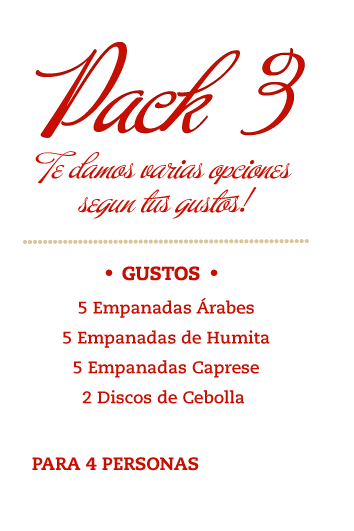 Pack 3
Te damos varias opciones
segun tus gustos!
• GUSTOS •
5 Empanadas Árabes
5 Empanadas de Humita
5 Empanadas Caprese
2 Discos de Cebolla
PARA 4 PERSONAS